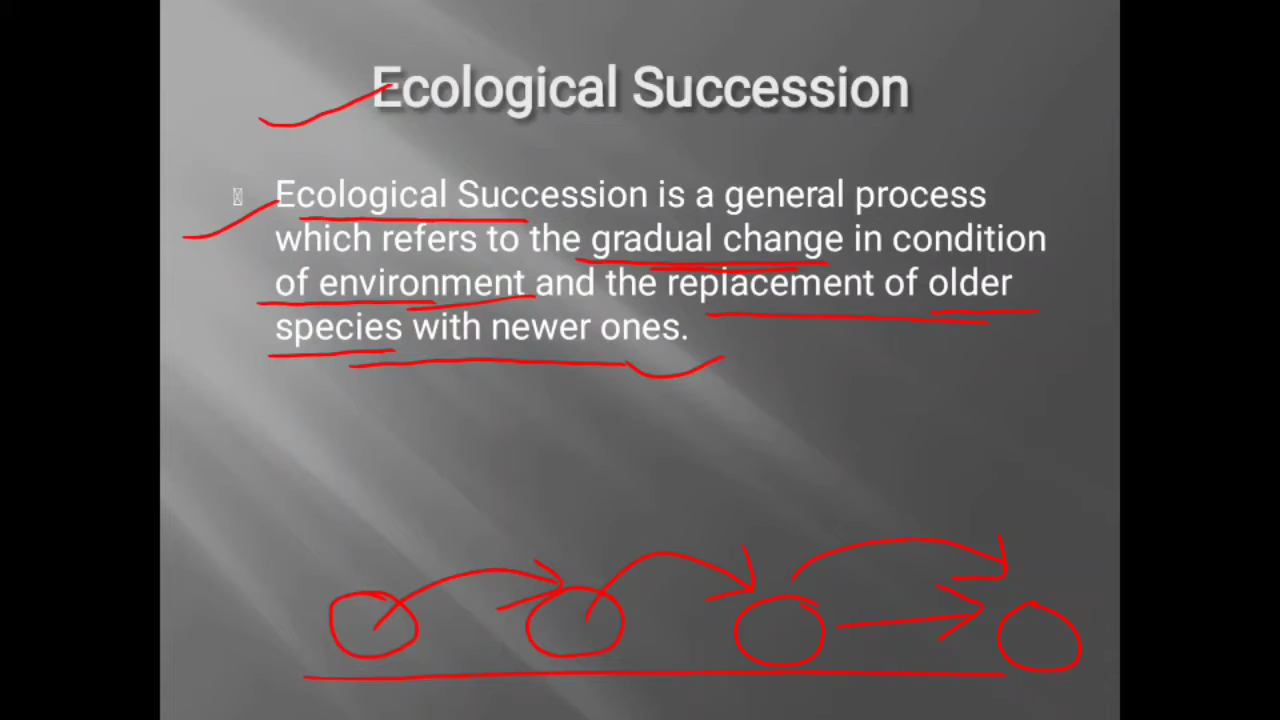 Ecological Succession
Ecological Succession is a general process
which refers to the gradual change in condition
of environment and the replacement of older
species with newer ones.